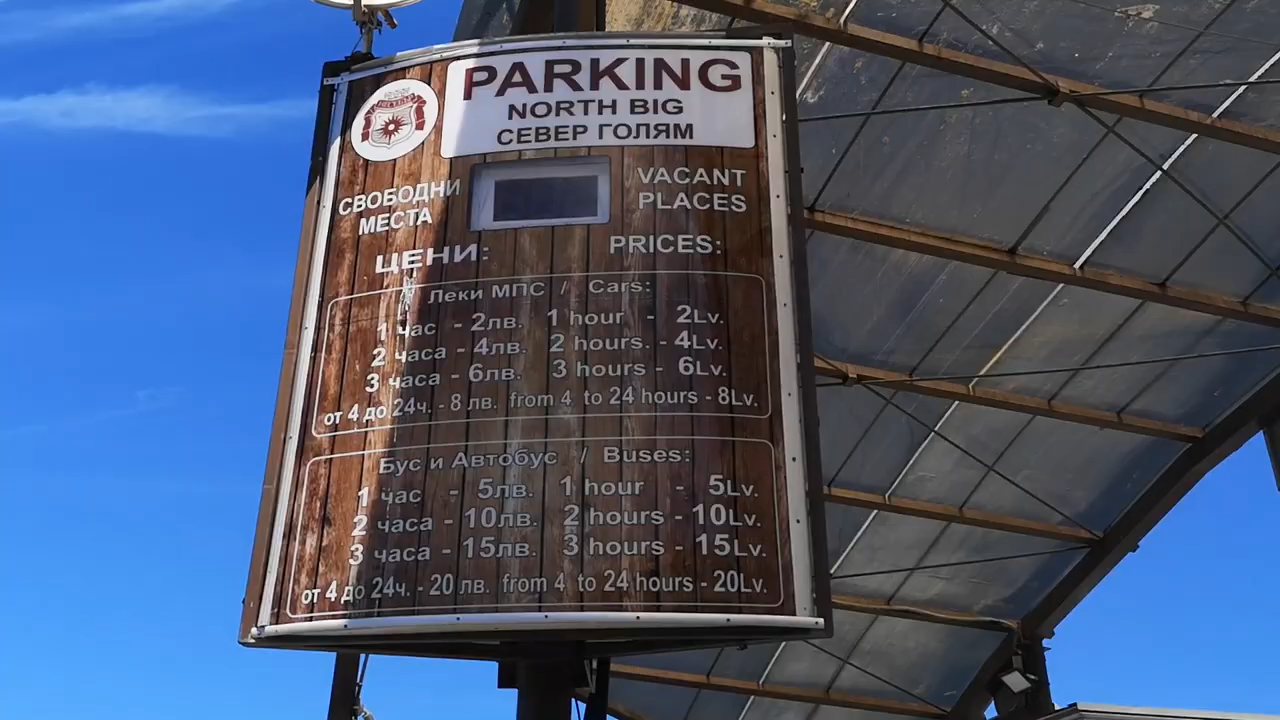 PARKING
NORTH BIG
СЕВЕР ГОЛЯМ
СВОБОДНИ МЕСТА
VACANT PLACES
ЦЕНИ: PRICES:
Леки МПС / Cars:
1 час - 2лв. 1 hour - 2Lv.
2 часа - 4лв. 2 hours. - 4Lv.
3 часа - 6лв. 3 hours - 6Lv.
от 4 до 24ч. - 8 лв. from 4 to 24 hours - 8Lv.
Бус и Автобус / Buses:
1 час - 5лв. 1 hour - 5Lv.
2 часа - 10лв. 2 hours - 10Lv.
3 часа - 15лв. 3 hours - 15Lv.
от 4 до 24ч. - 20 лв. from 4 to 24 hours - 20Lv.